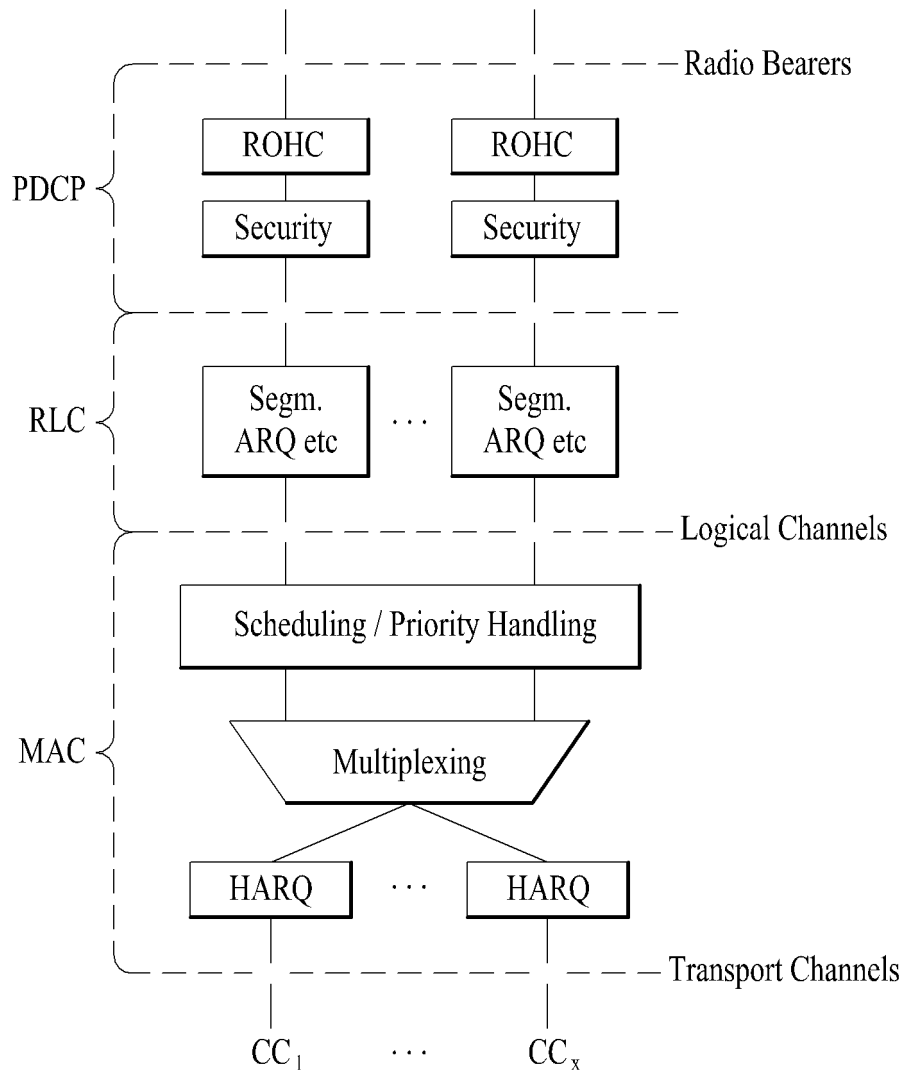 Radio Bearers
ROHC
ROHC
PDCP
Security
Security
Segm.
ARQ etc
RLC
. . .
Segm.
ARQ etc
Logical Channels
Scheduling / Priority Handling
MAC
Multiplexing
HARQ
. . .
HARQ
Transport Channels
CC1
. . .
CCx